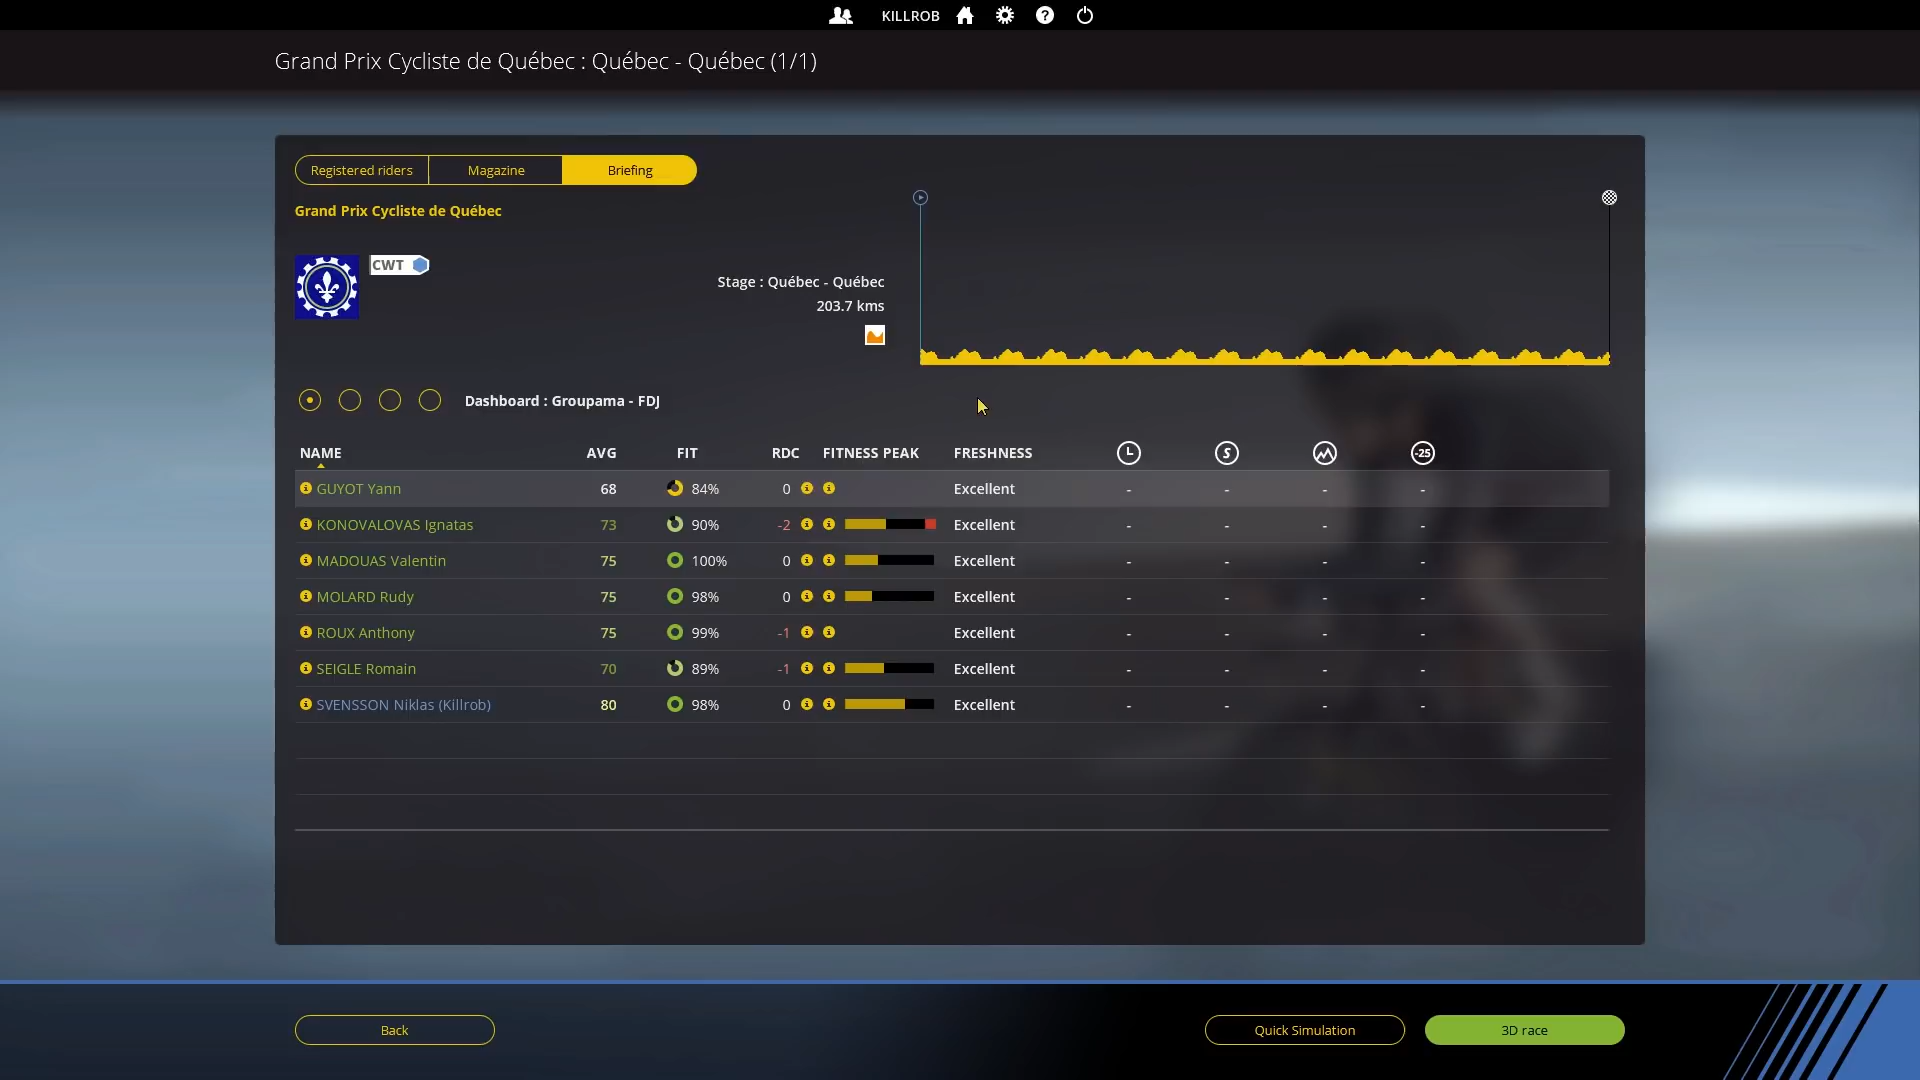 KILLROB
Grand Prix Cycliste de Québec : Québec - Québec (1/1)
Registered riders Magazine Briefing
Grand Prix Cycliste de Québec
CWT
Stage : Québec - Québec
203.7 kms
Dashboard : Groupama - FDJ
NAME AVG FIT RDC FITNESS PEAK FRESHNESS S -25
GUYOT Yann 68 84% 0 Excellent - - - -
KONOVALOVAS Ignatas 73 90% -2 Excellent - - - -
MADOUAS Valentin 75 100% 0 Excellent - - - -
MOLARD Rudy 75 98% 0 Excellent - - - -
ROUX Anthony 75 99% -1 Excellent - - - -
SEIGLE Romain 70 89% -1 Excellent - - - -
SVENSSON Niklas (Killrob) 80 98% 0 Excellent - - - -
Back Quick Simulation 3D race